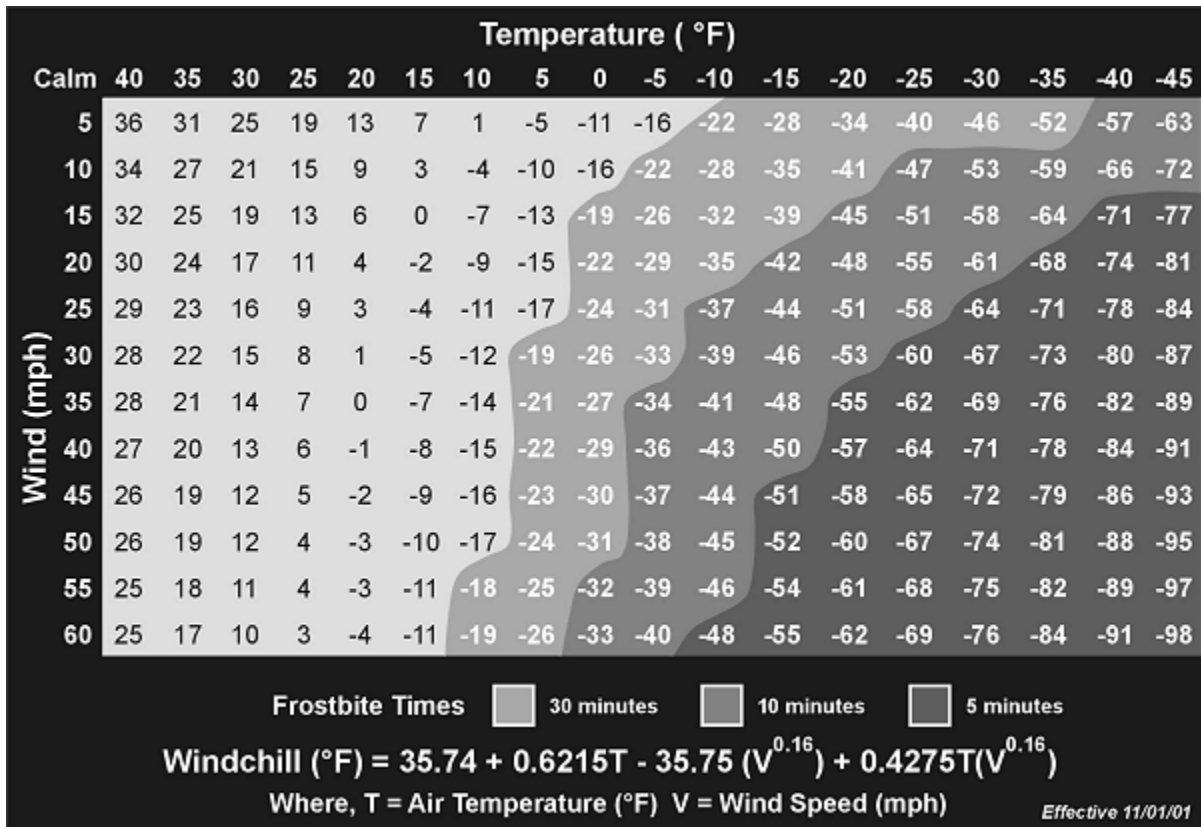 Temperature ( °F)
Calm 40 35 30 25 20 15 10 5 0 -5 -10 -15 -20 -25 -30 -35 -40 -45
5 36 31 25 19 13 7 1 -5 -11 -16 -22 -28 -34 -40 -46 -52 -57 -63
10 34 27 21 15 9 3 -4 -10 -16 -22 -28 -35 -41 -47 -53 -59 -66 -72
15 32 25 19 13 6 0 -7 -13 -19 -26 -32 -39 -45 -51 -58 -64 -71 -77
20 30 24 17 11 4 -2 -9 -15 -22 -29 -35 -42 -48 -55 -61 -68 -74 -81
25 29 23 16 9 3 -4 -11 -17 -24 -31 -37 -44 -51 -58 -64 -71 -78 -84
30 28 22 15 8 1 -5 -12 -19 -26 -33 -39 -46 -53 -60 -67 -73 -80 -87
35 28 21 14 7 0 -7 -14 -21 -27 -34 -41 -48 -55 -62 -69 -76 -82 -89
40 27 20 13 6 -1 -8 -15 -22 -29 -36 -43 -50 -57 -64 -71 -78 -84 -91
45 26 19 12 5 -2 -9 -16 -23 -30 -37 -44 -51 -58 -65 -72 -79 -86 -93
50 26 19 12 4 -3 -10 -17 -24 -31 -38 -45 -52 -60 -67 -74 -81 -88 -95
55 25 18 11 4 -3 -11 -18 -25 -32 -39 -46 -54 -61 -68 -75 -82 -89 -97
60 25 17 10 3 -4 -11 -19 -26 -33 -40 -48 -55 -62 -69 -76 -84 -91 -98
Wind (mph)
Frostbite Times 30 minutes 10 minutes 5 minutes
Windchill (°F) = 35.74 + 0.6215T - 35.75 (V^0.16) + 0.4275T(V^0.16)
Where, T = Air Temperature (°F) V = Wind Speed (mph)
Effective 11/01/01